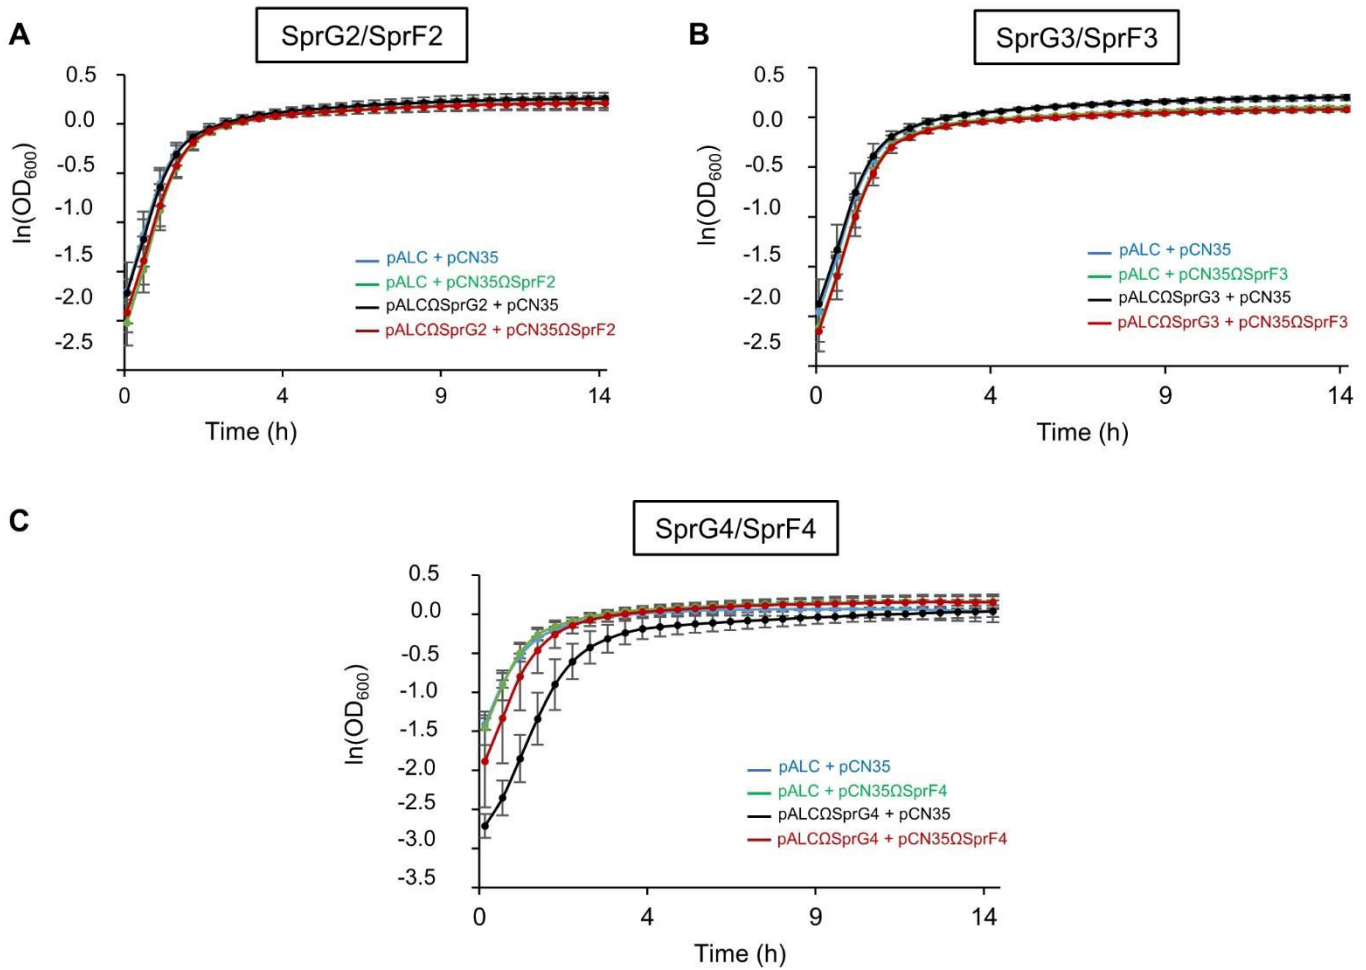 A
SprG2/SprF2
0.5
0.0
-0.5
-1.0
-1.5
-2.0
-2.5
ln(OD600)
pALC + pCN35
pALC + pCN35ΩSprF2
pALCΩSprG2 + pCN35
pALCΩSprG2 + pCN35ΩSprF2
0 4 9 14
Time (h)
B
SprG3/SprF3
0.5
0.0
-0.5
-1.0
-1.5
-2.0
-2.5
ln(OD600)
pALC + pCN35
pALC + pCN35ΩSprF3
pALCΩSprG3 + pCN35
pALCΩSprG3 + pCN35ΩSprF3
0 4 9 14
Time (h)
C
SprG4/SprF4
0.5
0.0
-0.5
-1.0
-1.5
-2.0
-2.5
-3.0
-3.5
ln(OD600)
pALC + pCN35
pALC + pCN35ΩSprF4
pALCΩSprG4 + pCN35
pALCΩSprG4 + pCN35ΩSprF4
0 4 9 14
Time (h)